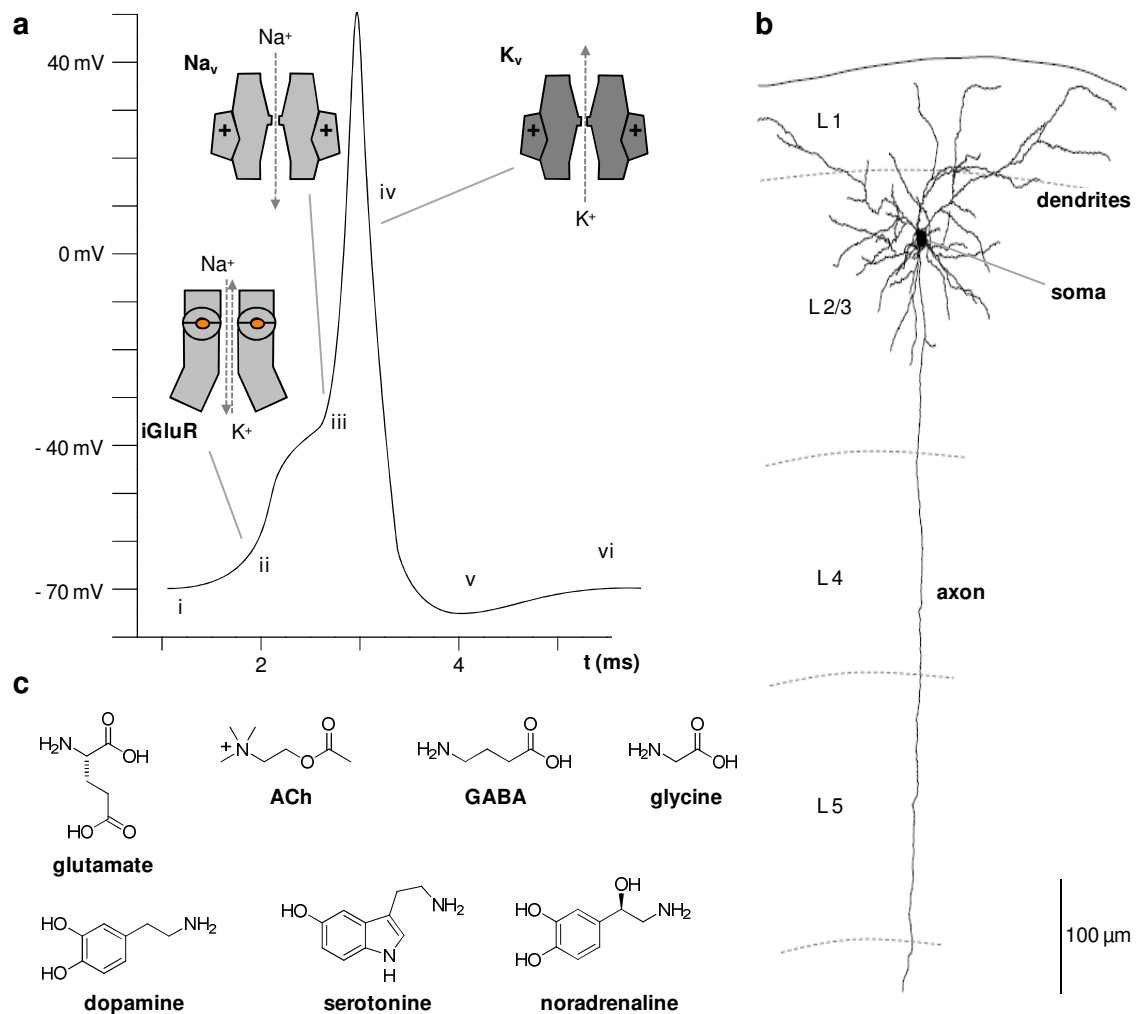 a
40 mV
0 mV
- 40 mV
- 70 mV
Na+
Nav
+ +
Kv
+ +
K+
iv
Na+
iGluR
K+
iii
ii
i
v
vi
2
4
t (ms)
b
L 1
dendrites
soma
L 2/3
L 4
axon
L 5
100 µm
c
H2N
O
OH
HO
O
glutamate
+
N
O
O
ACh
H2N
O
OH
GABA
H2N
O
OH
glycine
HO
HO
NH2
dopamine
HO
NH2
N
H
serotonine
OH
HO
HO
NH2
noradrenaline